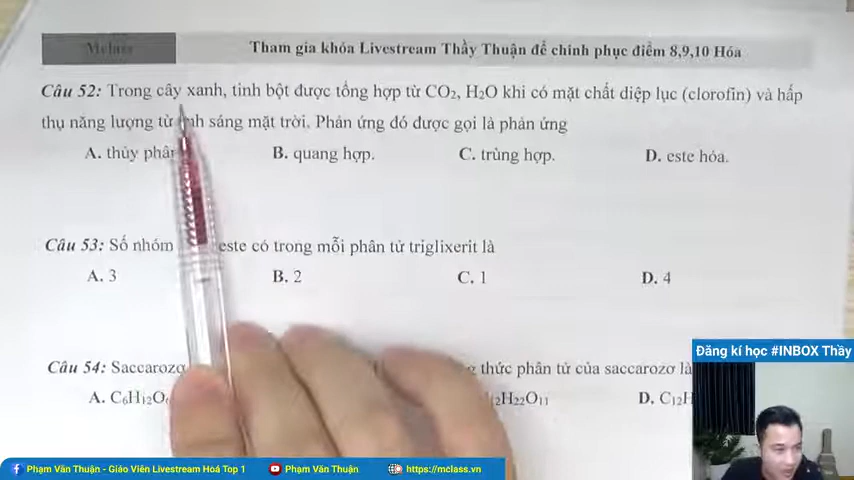 Mclass
Tham gia khóa Livestream Thầy Thuận để chinh phục điểm 8,9,10 Hóa
Câu 52: Trong cây xanh, tinh bột được tổng hợp từ CO₂, H₂O khi có mặt chất diệp lục (clorofin) và hấp
thụ năng lượng từ ánh sáng mặt trời. Phản ứng đó được gọi là phản ứng
A. thủy phân B. quang hợp. C. trùng hợp. D. este hóa.
Câu 53: Số nhóm este có trong mỗi phân tử triglixerit là
A. 3 B. 2 C. 1 D. 4
Câu 54: Saccarozơ thức phân tử của saccarozơ là
A. C₆H₁₂O₆ ₁₂H₂₂O₁₁ D. C₁₂H
Đăng kí học #INBOX Thầy
Phạm Văn Thuận - Giáo Viên Livestream Hoá Top 1 Phạm Văn Thuận https://mclass.vn